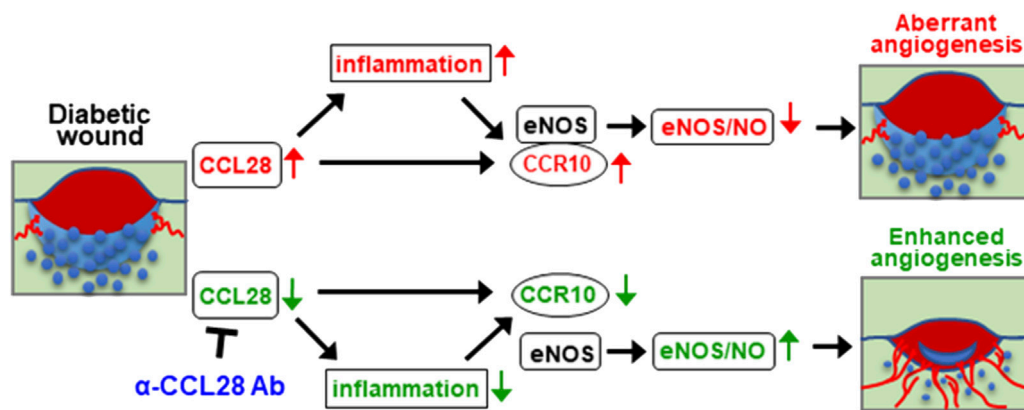 Aberrant
angiogenesis
inflammation
Diabetic
wound
eNOS
eNOS/NO
CCL28
CCR10
Enhanced
angiogenesis
CCL28
CCR10
eNOS
eNOS/NO
α-CCL28 Ab
inflammation